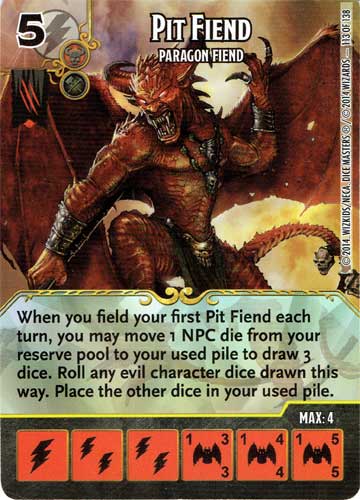 5
PIT FIEND
PARAGON FIEND
113 OF 138
©2014 WIZKIDS/NECA. DICE MASTERS ®/©2014 WIZARDS
When you field your first Pit Fiend each
turn, you may move 1 NPC die from your
reserve pool to your used pile to draw 3
dice. Roll any evil character dice drawn this
way. Place the other dice in your used pile.
MAX: 4
1 3 3
1 4 4
1 5 5